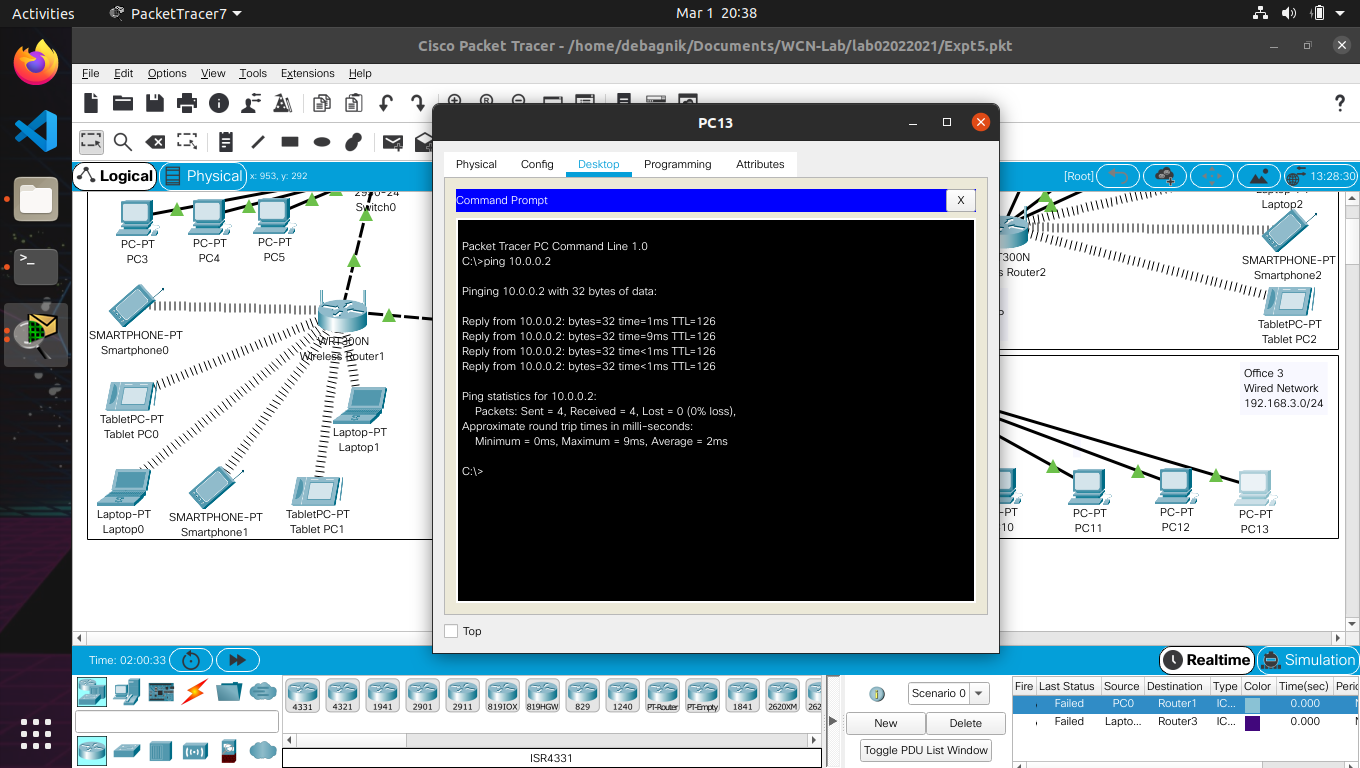 Activities
PacketTracer7
Mar 1 20:38
Cisco Packet Tracer - /home/debagnik/Documents/WCN-Lab/lab02022021/Expt5.pkt
File Edit Options View Tools Extensions Help
?
Logical
Physical
x: 953, y: 292
[Root]
13:28:30
Switch0
PC-PT
PC3
PC-PT
PC4
PC-PT
PC5
SMARTPHONE-PT
Smartphone0
WRT300N
Wireless Router1
TabletPC-PT
Tablet PC0
Laptop-PT
Laptop1
Laptop-PT
Laptop0
SMARTPHONE-PT
Smartphone1
TabletPC-PT
Tablet PC1
PC13
Physical Config Desktop Programming Attributes
Command Prompt
X
Packet Tracer PC Command Line 1.0
C:\>ping 10.0.0.2
Pinging 10.0.0.2 with 32 bytes of data:
Reply from 10.0.0.2: bytes=32 time=1ms TTL=126
Reply from 10.0.0.2: bytes=32 time=9ms TTL=126
Reply from 10.0.0.2: bytes=32 time<1ms TTL=126
Reply from 10.0.0.2: bytes=32 time<1ms TTL=126
Ping statistics for 10.0.0.2:
Packets: Sent = 4, Received = 4, Lost = 0 (0% loss),
Approximate round trip times in milli-seconds:
Minimum = 0ms, Maximum = 9ms, Average = 2ms
C:\>
Top
Laptop2
SMARTPHONE-PT
Smartphone2
Router2
TabletPC-PT
Tablet PC2
Office 3
Wired Network
192.168.3.0/24
PC-PT
PC11
PC-PT
PC12
PC-PT
PC13
Time: 02:00:33
Realtime
Simulation
4331 4321 1941 2901 2911 819IOX 819HGW 829 1240 PT-Router PT-Empty 1841 2620XM
ISR4331
Scenario 0
New
Delete
Toggle PDU List Window
Fire Last Status Source Destination Type Color Time(sec)
Failed PC0 Router1 IC... 0.000
Failed Lapto... Router3 IC... 0.000